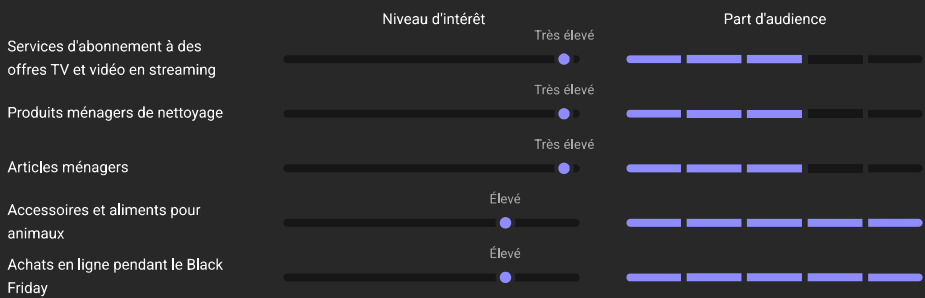 Niveau d'intérêt
Part d'audience
Très élevé
Services d'abonnement à des
offres TV et vidéo en streaming
Très élevé
Produits ménagers de nettoyage
Très élevé
Articles ménagers
Élevé
Accessoires et aliments pour
animaux
Élevé
Achats en ligne pendant le Black
Friday